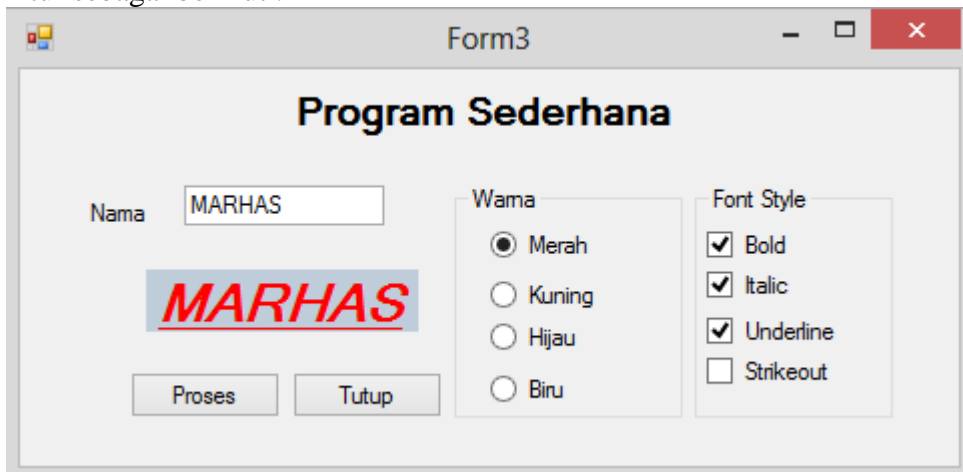 Form3
Program Sederhana
Nama
MARHAS
MARHAS
Proses
Tutup
Warna
Merah
Kuning
Hijau
Biru
Font Style
Bold
Italic
Underline
Strikeout